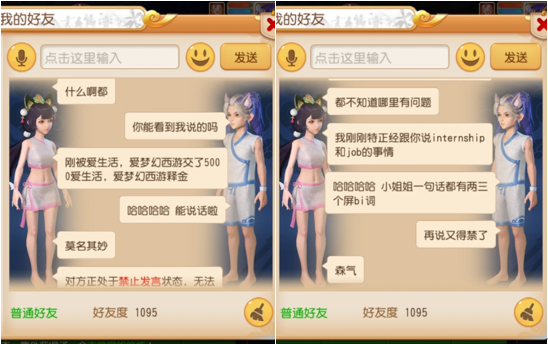 我的好友
点击这里输入
发送
什么啊都
你能看到我说的吗
刚被爱生活，爱梦幻西游交了500
0爱生活，爱梦幻西游释金
哈哈哈哈 能说话啦
莫名其妙
对方正处于禁止发言状态，无法
普通好友
好友度 1095
我的好友
点击这里输入
发送
都不知道哪里有问题
我刚刚特正经跟你说internship
和job的事情
哈哈哈哈 小姐姐一句话都有两三
个屏bi词
再说又得禁了
森气
普通好友
好友度 1095